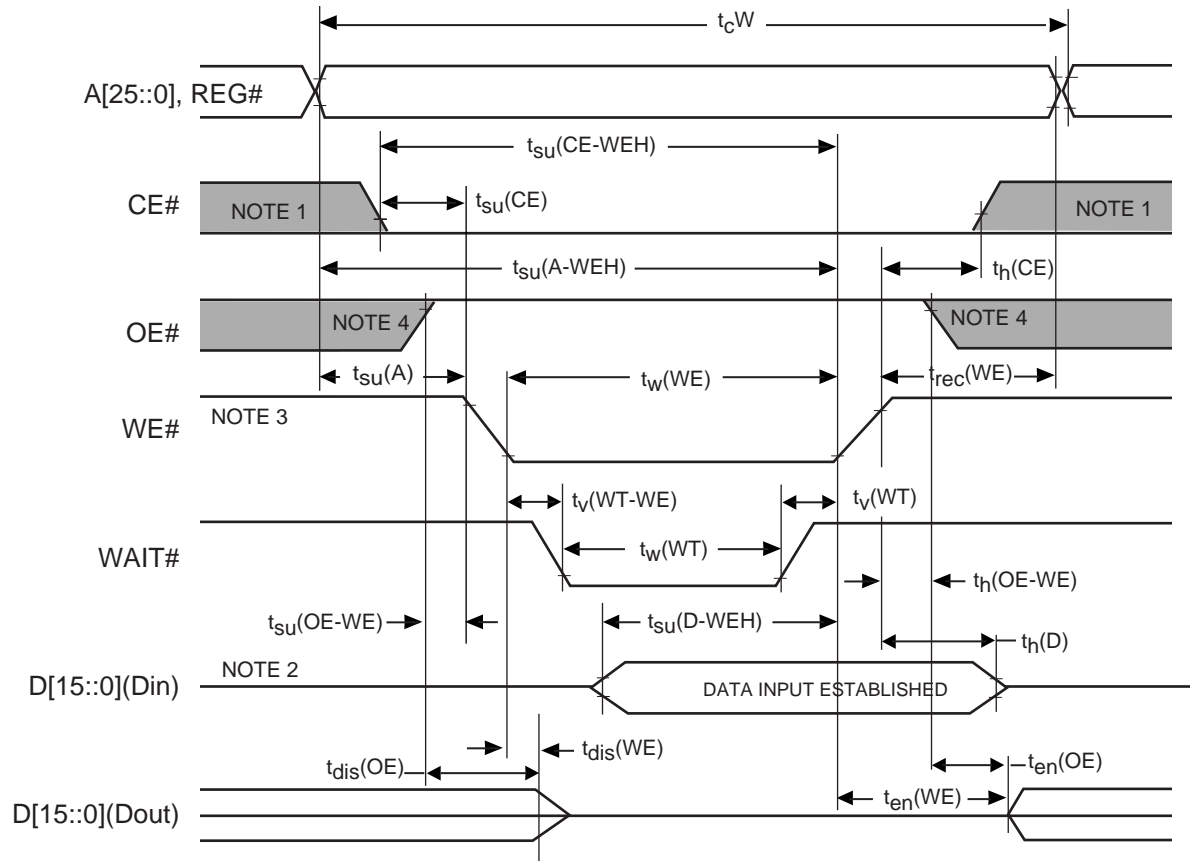 tcW
A[25::0], REG#
tsu(CE-WEH)
CE#
NOTE 1
tsu(CE)
NOTE 1
tsu(A-WEH)
th(CE)
OE#
NOTE 4
NOTE 4
tsu(A)
tw(WE)
trec(WE)
WE#
NOTE 3
tv(WT-WE)
tv(WT)
WAIT#
tw(WT)
th(OE-WE)
tsu(OE-WE)
tsu(D-WEH)
th(D)
NOTE 2
D[15::0](Din)
DATA INPUT ESTABLISHED
tdis(WE)
tdis(OE)
ten(OE)
ten(WE)
D[15::0](Dout)